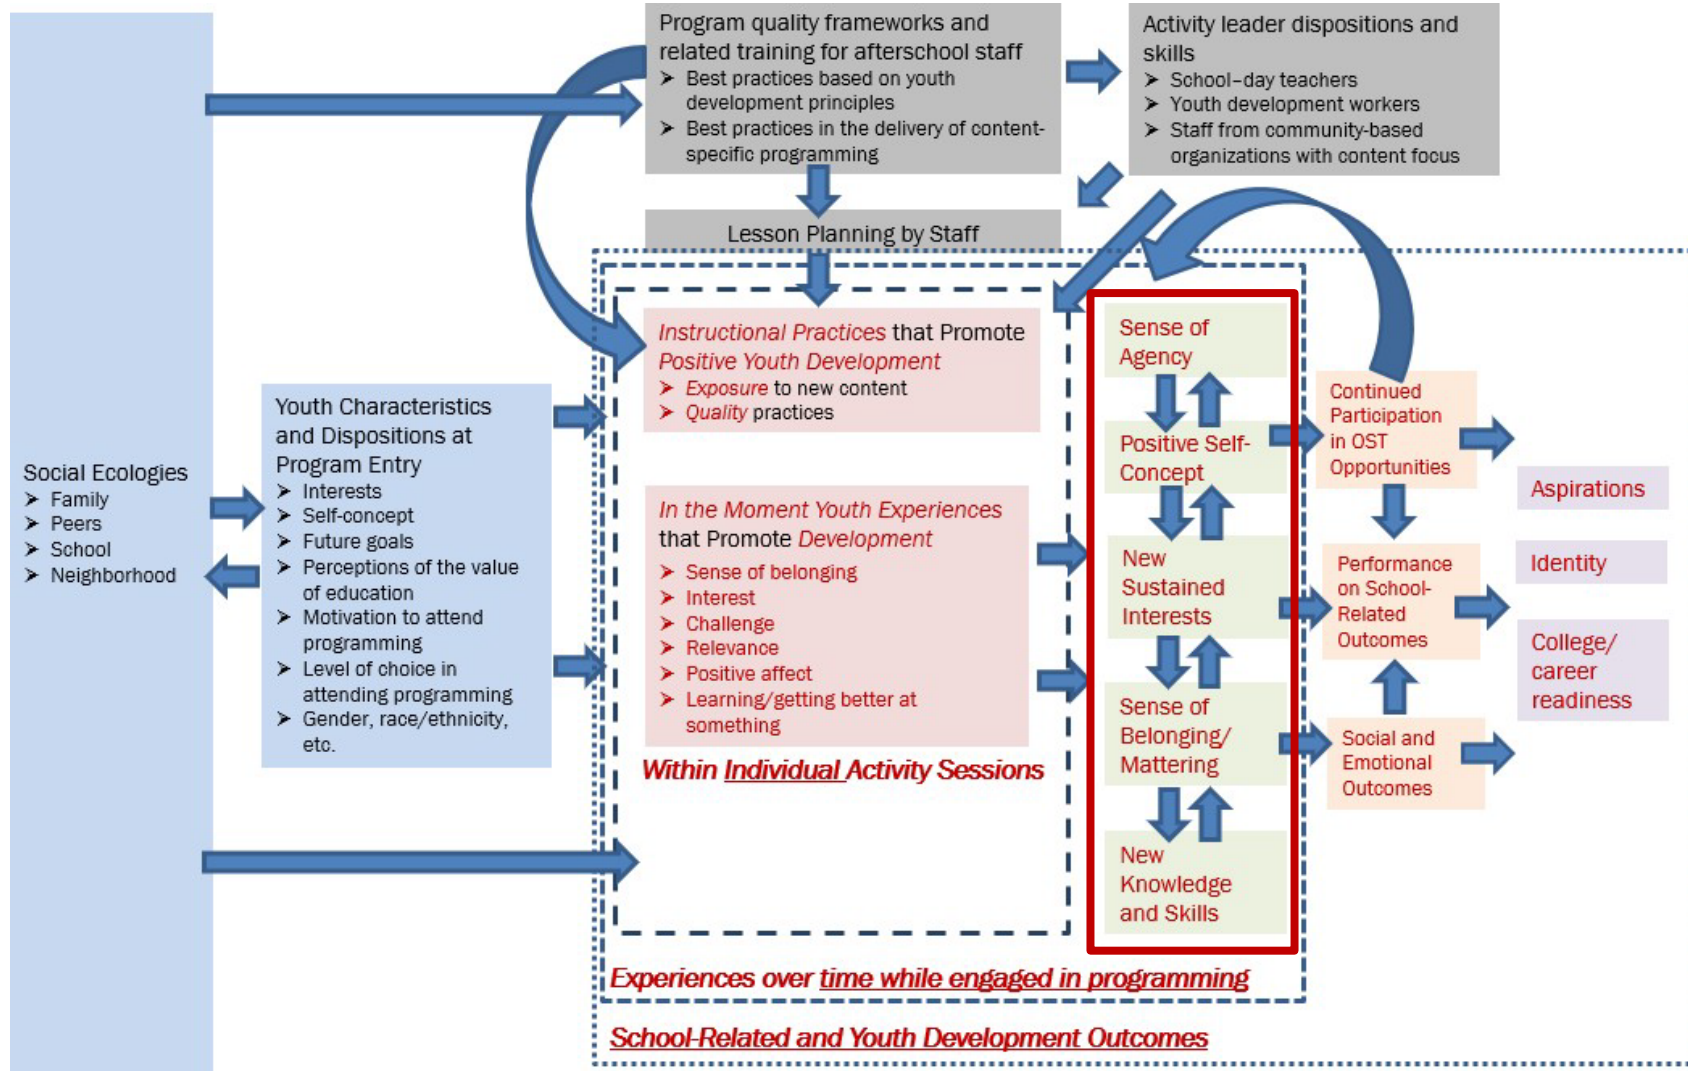 Program quality frameworks and
related training for afterschool staff
➤ Best practices based on youth
development principles
➤ Best practices in the delivery of content-
specific programming
Activity leader dispositions and
skills
➤ School–day teachers
➤ Youth development workers
➤ Staff from community-based
organizations with content focus
Lesson Planning by Staff
Social Ecologies
➤ Family
➤ Peers
➤ School
➤ Neighborhood
Youth Characteristics
and Dispositions at
Program Entry
➤ Interests
➤ Self-concept
➤ Future goals
➤ Perceptions of the value
of education
➤ Motivation to attend
programming
➤ Level of choice in
attending programming
➤ Gender, race/ethnicity,
etc.
Instructional Practices that Promote
Positive Youth Development
➤ Exposure to new content
➤ Quality practices
In the Moment Youth Experiences
that Promote Development
➤ Sense of belonging
➤ Interest
➤ Challenge
➤ Relevance
➤ Positive affect
➤ Learning/getting better at
something
Within Individual Activity Sessions
Sense of
Agency
Positive Self-
Concept
New
Sustained
Interests
Sense of
Belonging/
Mattering
New
Knowledge
and Skills
Continued
Participation
in OST
Opportunities
Performance
on School-
Related
Outcomes
Social and
Emotional
Outcomes
Aspirations
Identity
College/
career
readiness
Experiences over time while engaged in programming
School-Related and Youth Development Outcomes